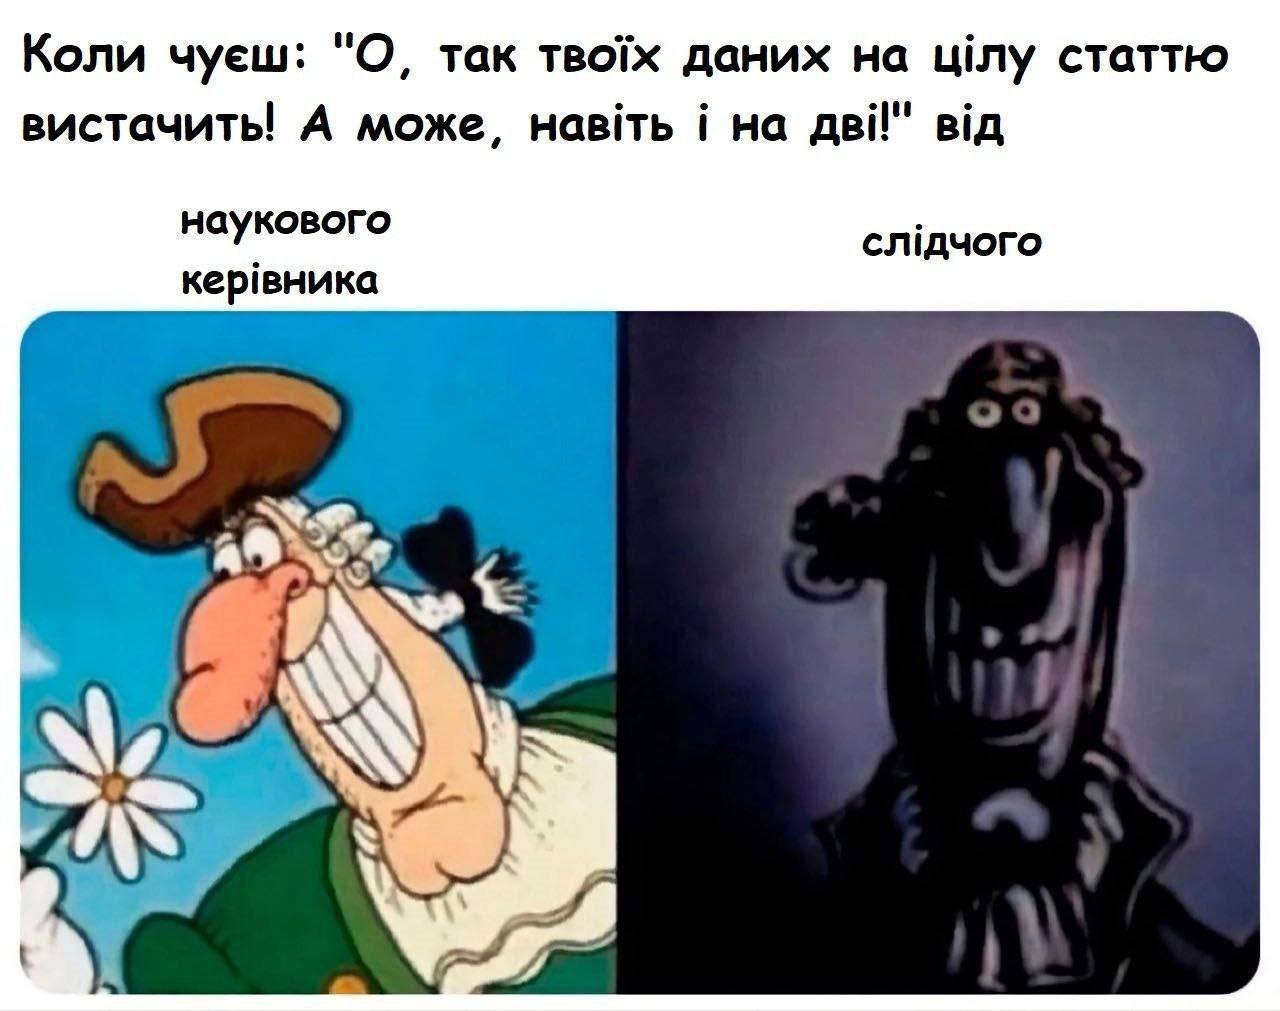 Коли чуєш: "О, так твоїх даних на цілу статтю
вистачить! А може, навіть і на дві!" від
наукового
керівника
слідчого